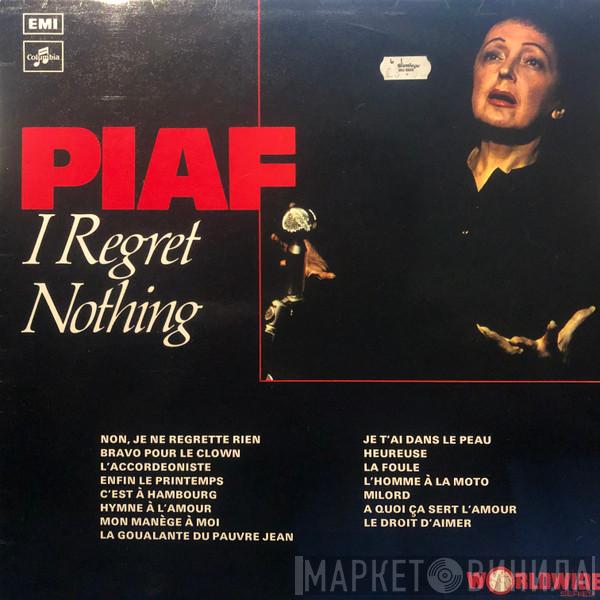 EMI
Columbia
PIAF
I Regret
Nothing
NON, JE NE REGRETTE RIEN
BRAVO POUR LE CLOWN
L'ACCORDEONISTE
ENFIN LE PRINTEMPS
C'EST À HAMBOURG
HYMNE À L'AMOUR
MON MANÈGE À MOI
LA GOUALANTE DU PAUVRE JEAN
JE T'AI DANS LE PEAU
HEUREUSE
LA FOULE
L'HOMME À LA MOTO
MILORD
A QUOI ÇA SERT L'AMOUR
LE DROIT D'AIMER
WORLDWIDE
SERIES
МАРКЕТ ВИНИЛА